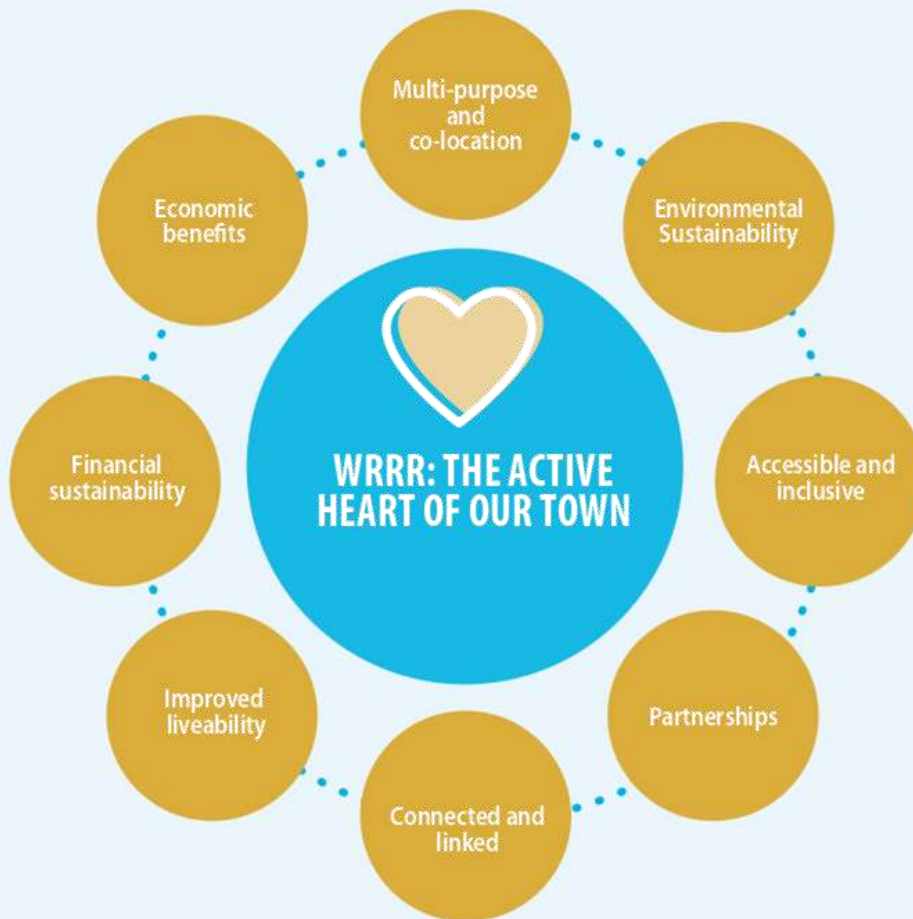 Multi-purpose
and
co-location
Environmental
Sustainability
Accessible and
inclusive
Partnerships
Connected and
linked
Improved
liveability
Financial
sustainability
Economic
benefits
WRRR: THE ACTIVE
HEART OF OUR TOWN